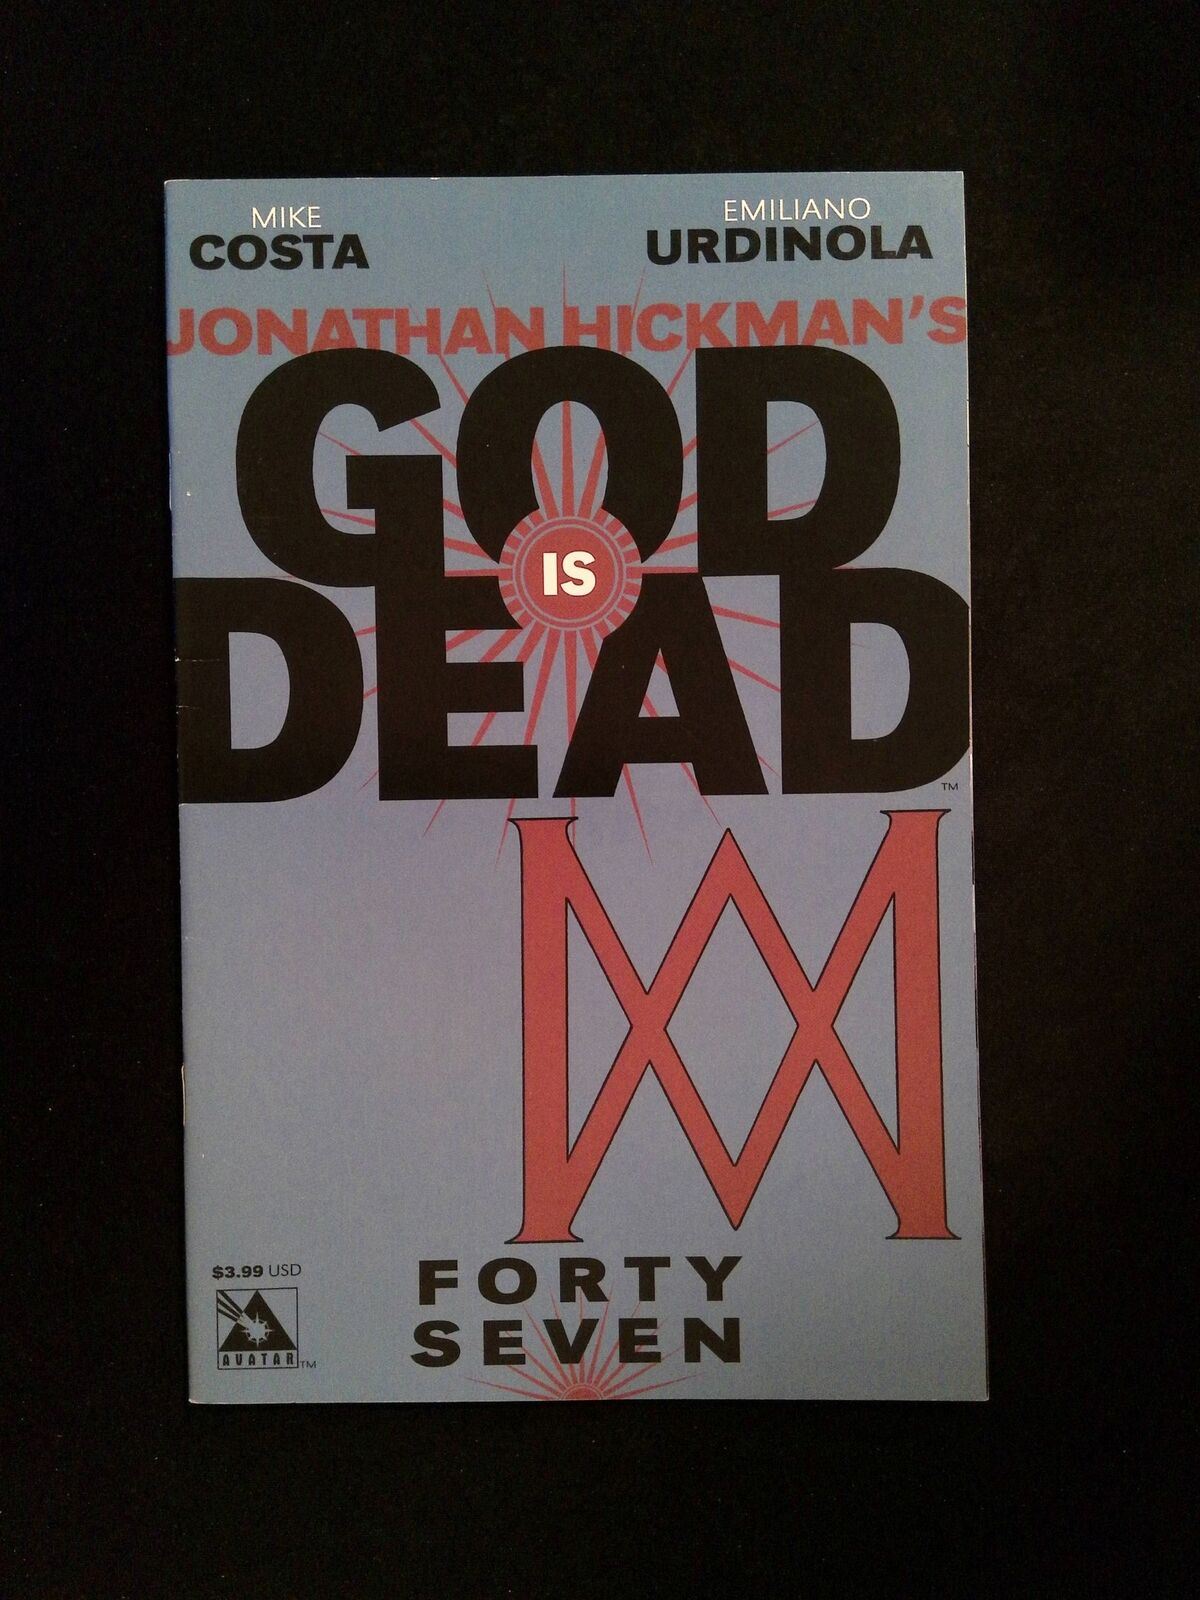 MIKE
COSTA
EMILIANO
URDINOLA
JONATHAN HICKMAN'S
GOD
IS
DEAD
TM
FORTY
SEVEN
$3.99 USD
AVATAR TM